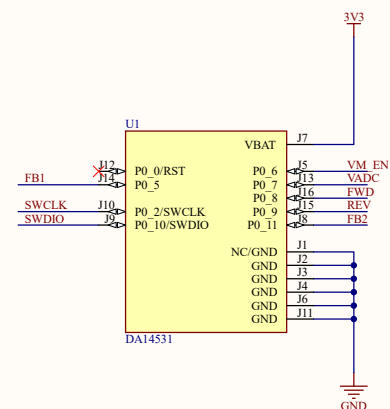 3V3
U1
J7
VBAT
J12 P0_0/RST P0_6 J5 VM_EN
FB1 J14 P0_5 P0_7 J13 VADC
P0_8 J16 FWD
SWCLK J10 P0_2/SWCLK P0_9 J15 REV
SWDIO J9 P0_10/SWDIO P0_11 J8 FB2
NC/GND J1
GND J2
GND J3
GND J4
GND J6
GND J11
DA14531
GND